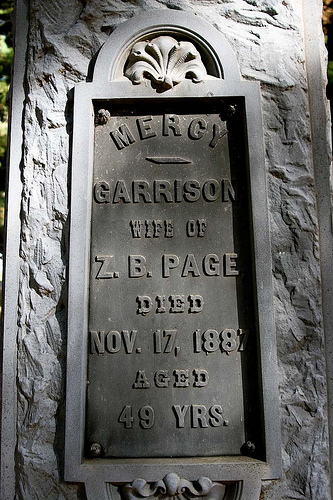 MERCY
GARRISON
WIFE OF
Z. B. PAGE
DIED
NOV. 17, 1887
AGED
49 YRS.